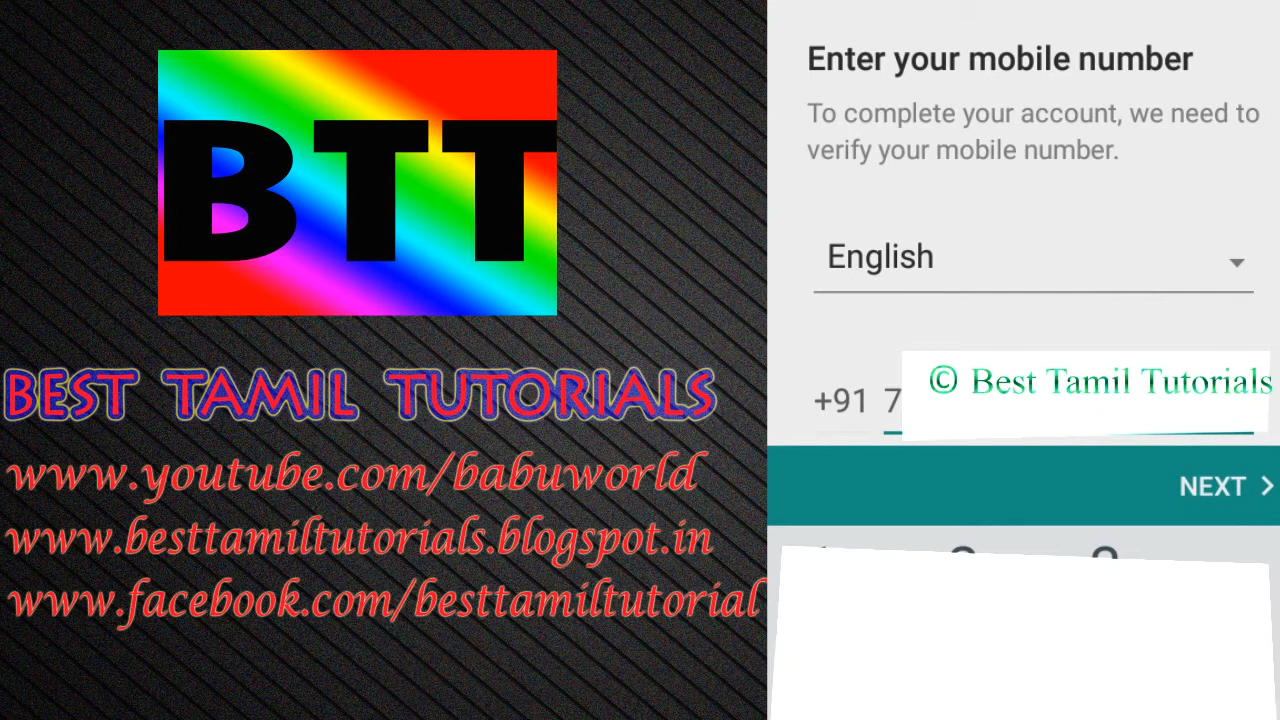 BTT
BEST TAMIL TUTORIALS
www.youtube.com/babuworld
www.besttamiltutorials.blogspot.in
www.facebook.com/besttamiltutorial
Enter your mobile number
To complete your account, we need to
verify your mobile number.
English
+91 7
© Best Tamil Tutorials
NEXT